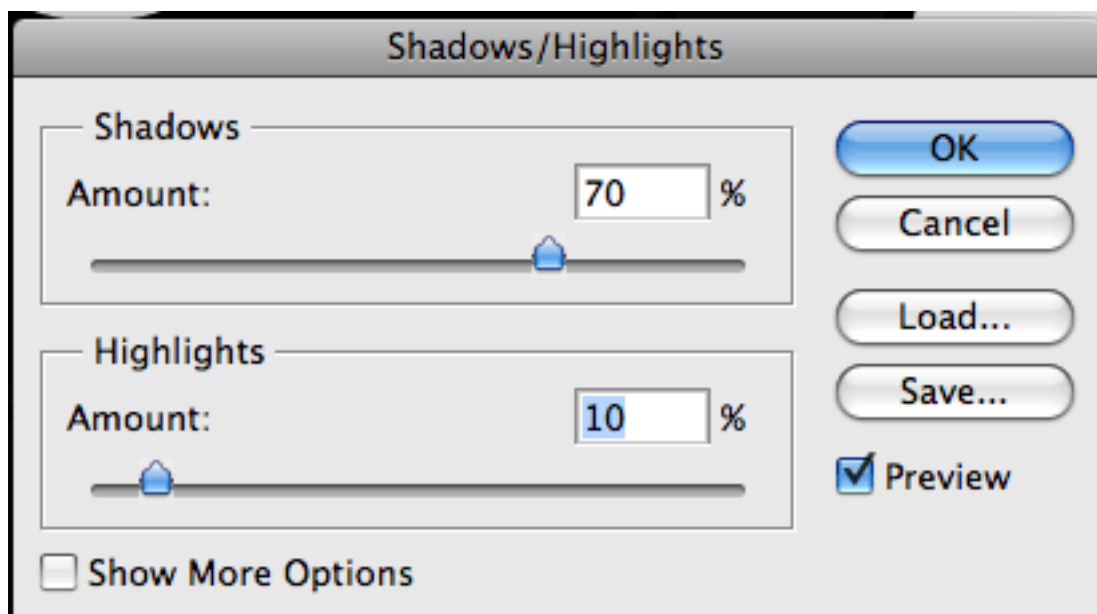 Shadows/Highlights
Shadows
Amount: 70 %
Highlights
Amount: 10 %
Show More Options
OK
Cancel
Load...
Save...
Preview